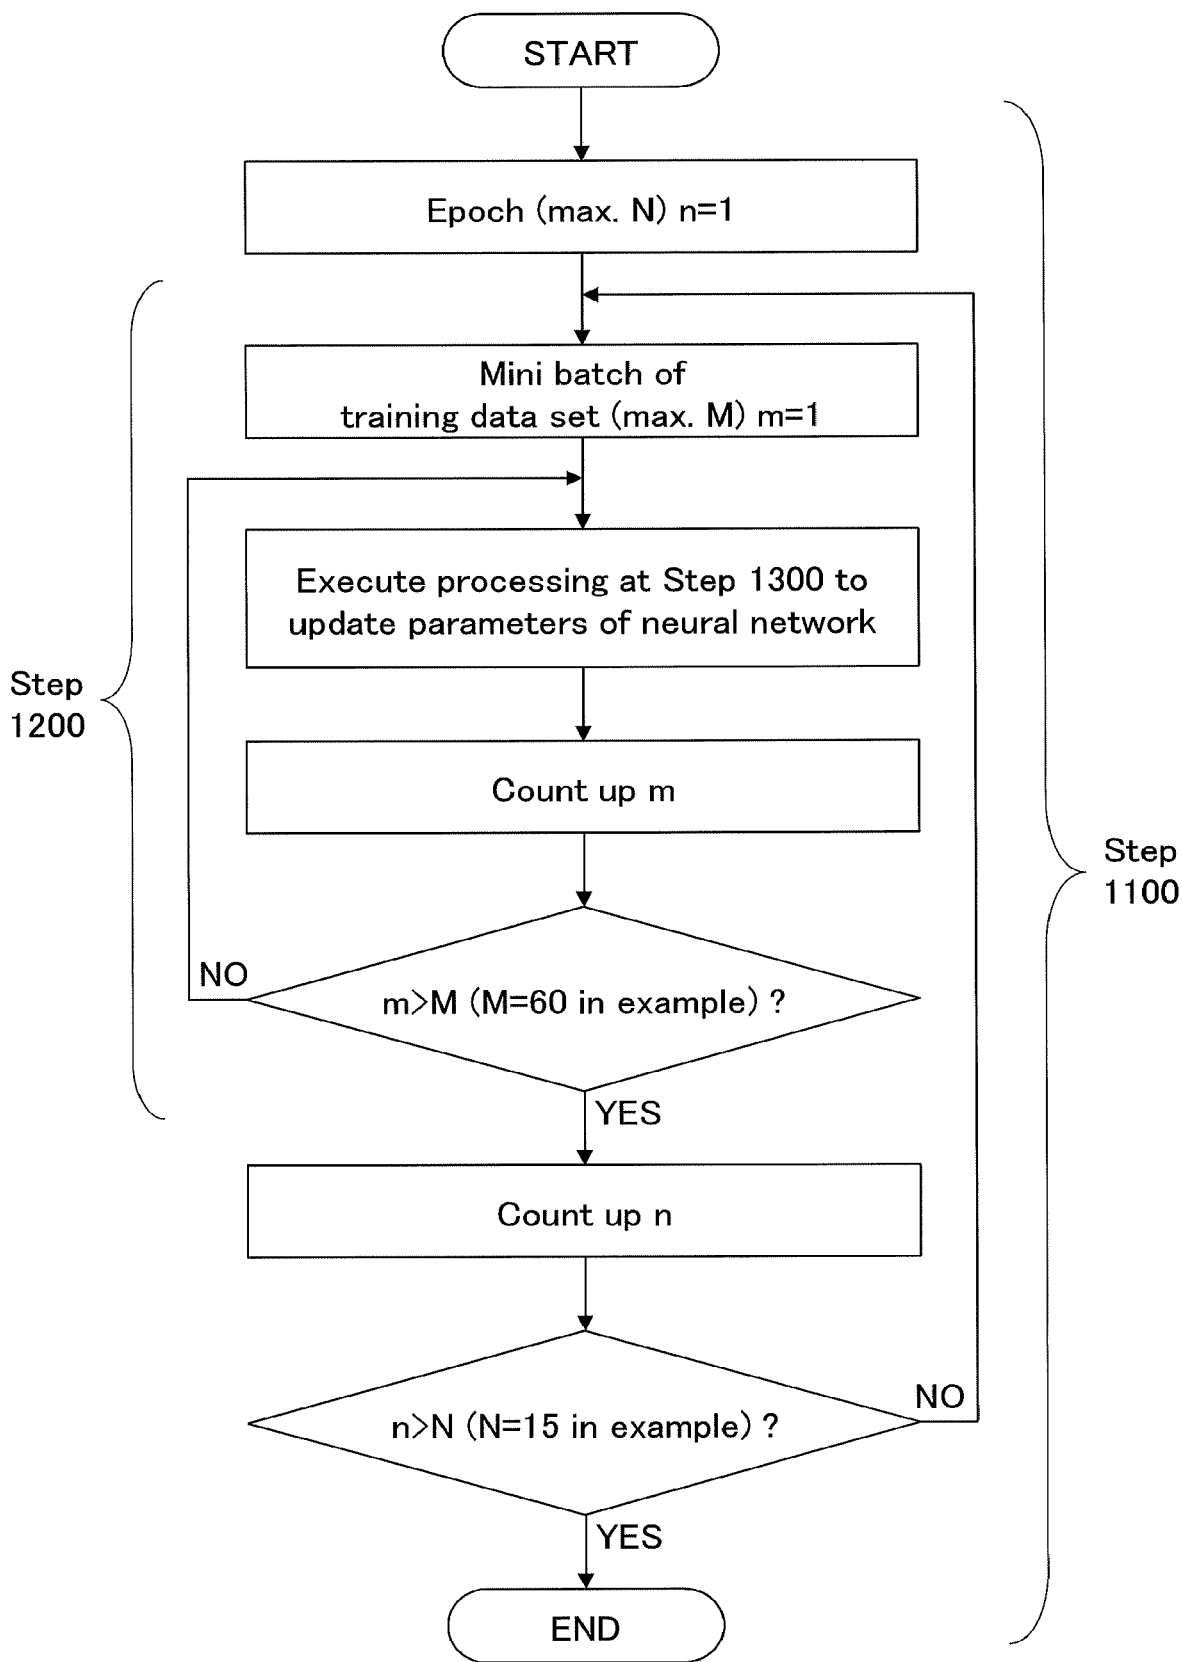 START
Epoch (max. N) n=1
Mini batch of
training data set (max. M) m=1
Execute processing at Step 1300 to
update parameters of neural network
Step
1200
Count up m
Step
1100
NO
m>M (M=60 in example) ?
YES
Count up n
NO
n>N (N=15 in example) ?
YES
END